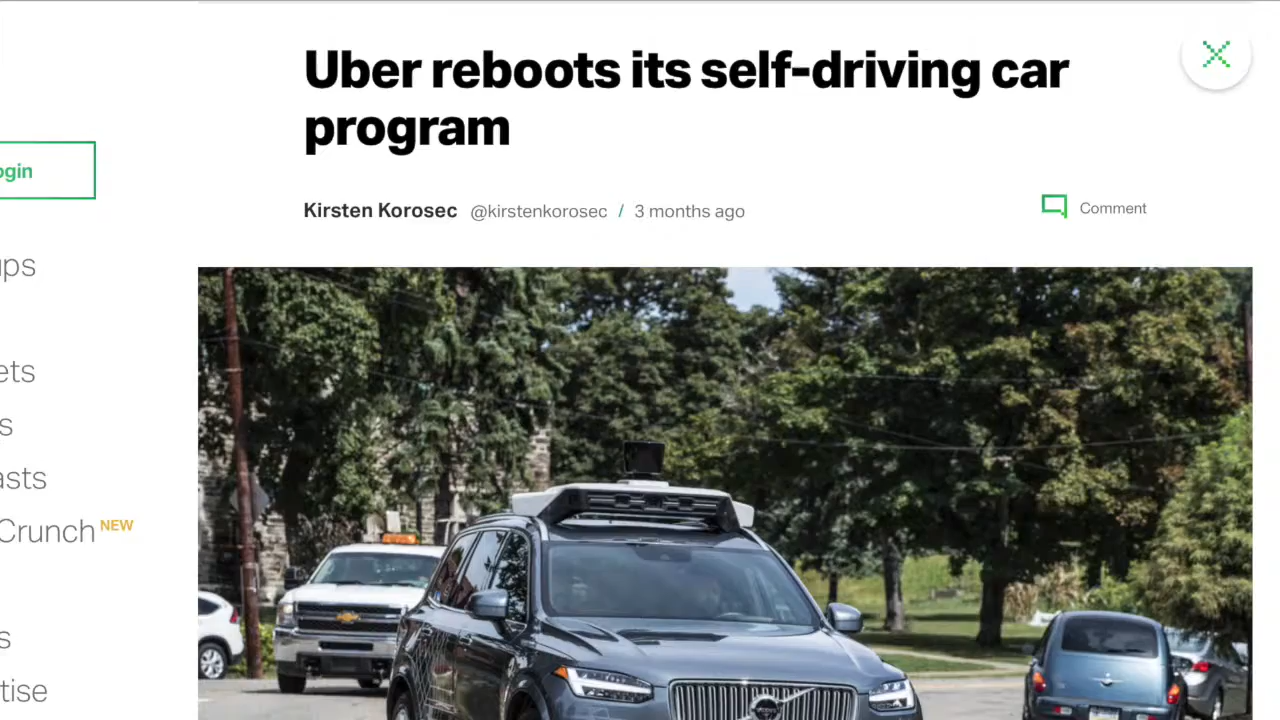 Uber reboots its self-driving car
program
ogin
Kirsten Korosec @kirstenkorosec / 3 months ago
Comment
ups
ets
s
asts
Crunch NEW
s
tise